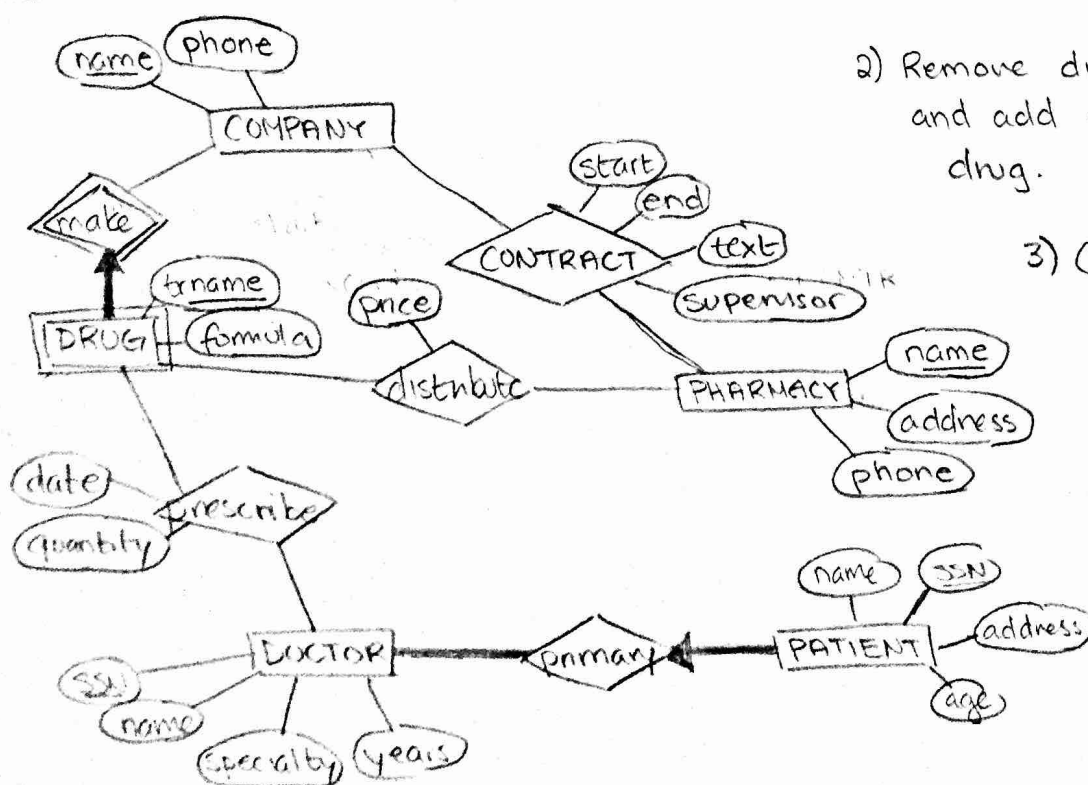 name
phone
COMPANY
2) Remove
and add
drug.
start
end
text
supervisor
CONTRACT
3)
make
trname
formula
DRUG
price
distribute
PHARMACY
name
address
phone
date
quantity
prescribe
name
SSN
address
age
PATIENT
primary
DOCTOR
SSN
name
specialty
years